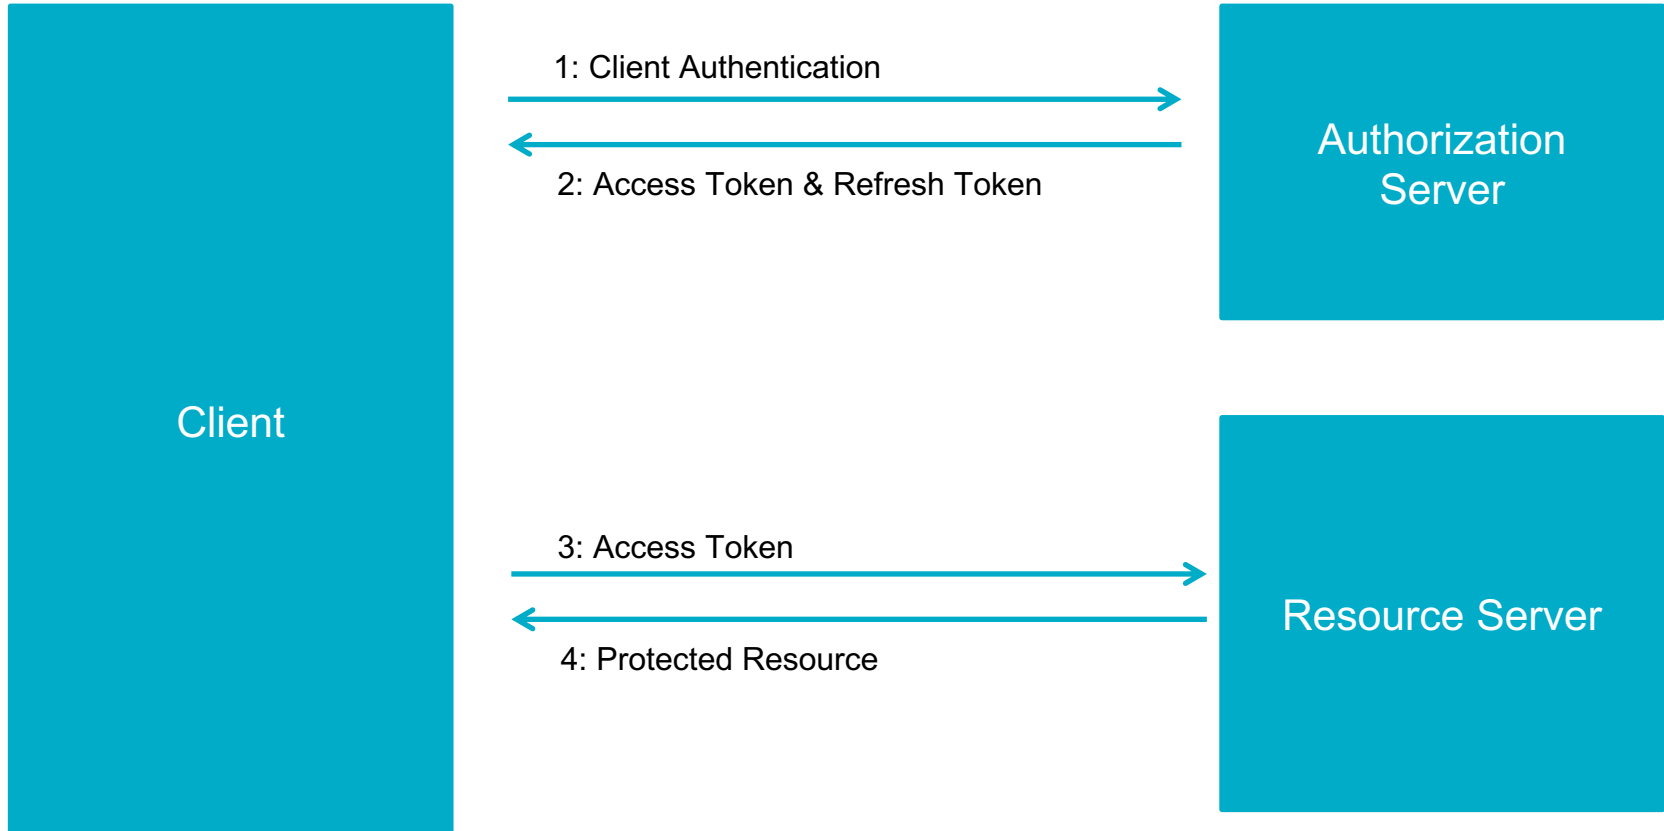 1: Client Authentication
2: Access Token & Refresh Token
Authorization
Server
Client
3: Access Token
4: Protected Resource
Resource Server